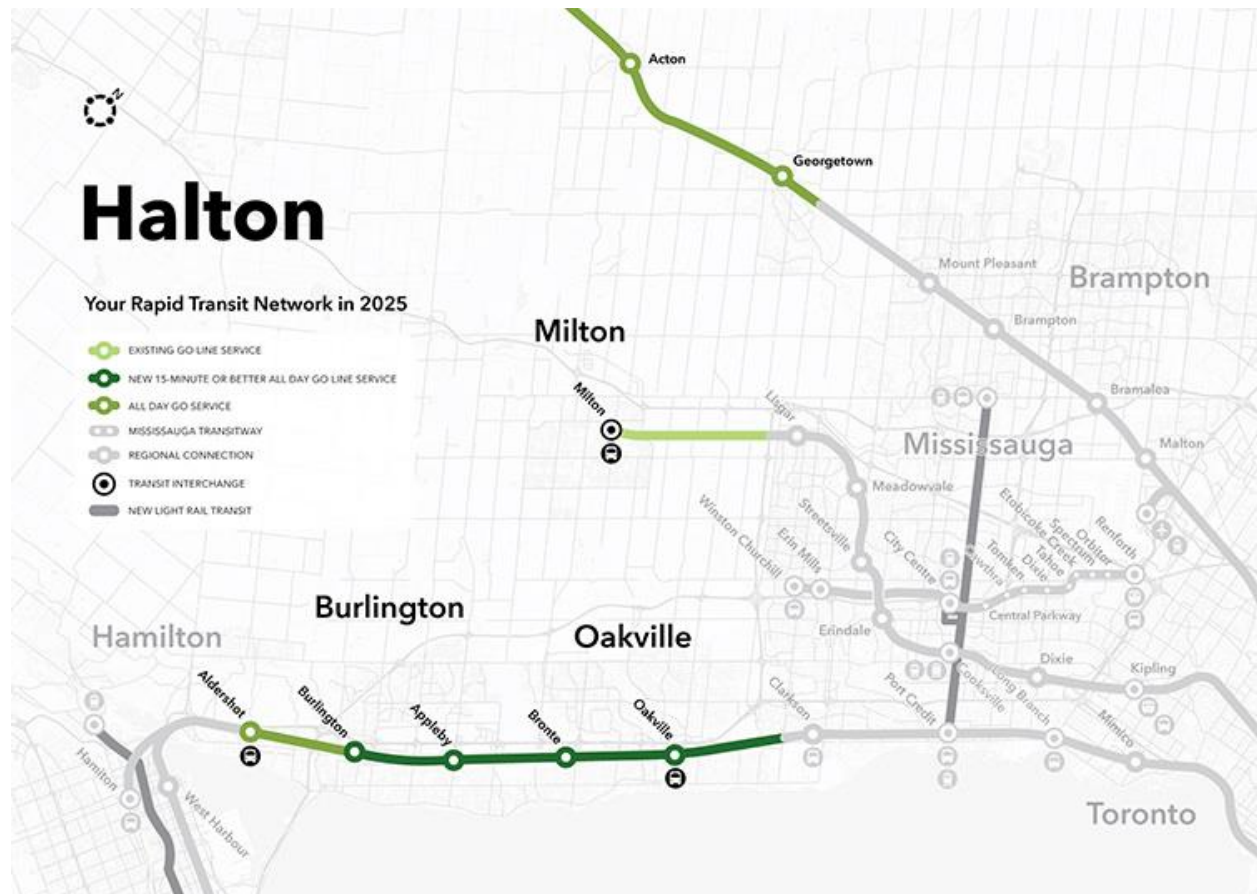 Acton
Z
Georgetown
Halton
Mount Pleasant
Brampton
Your Rapid Transit Network in 2025
Brampton
Milton
EXISTING GO LINE SERVICE
NEW 15-MINUTE OR BETTER ALL DAY GO LINE SERVICE
ALL DAY GO SERVICE
MISSISSAUGA TRANSITWAY
REGIONAL CONNECTION
TRANSIT INTERCHANGE
NEW LIGHT RAIL TRANSIT
Milton
Lisgar
Bramalea
Mississauga
Malton
Meadowvale
Streetsville
Winston Churchill
Erin Mills
City Centre
Cawthra
Tomken
Dixie
Tahoe
Etobicoke Creek
Spectrum
Orbitor
Renforth
Central Parkway
Burlington
Oakville
Hamilton
Erindale
Dixie
Kipling
Cooksville
Aldershot
Burlington
Appleby
Bronte
Oakville
Clarkson
Port Credit
Long Branch
Mimico
Hamilton
West Harbour
Toronto